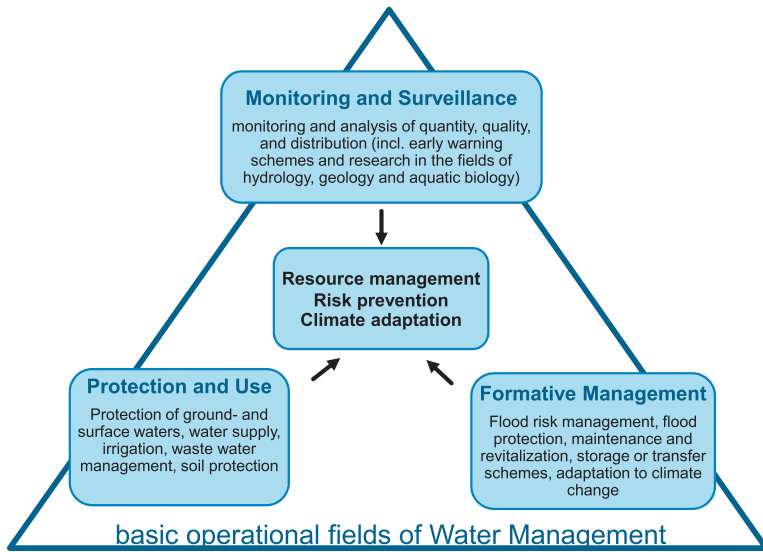 Monitoring and Surveillance
monitoring and analysis of quantity, quality,
and distribution (incl. early warning
schemes and research in the fields of
hydrology, geology and aquatic biology)
Resource management
Risk prevention
Climate adaptation
Protection and Use
Protection of ground- and
surface waters, water supply,
irrigation, waste water
management, soil protection
Formative Management
Flood risk management, flood
protection, maintenance and
revitalization, storage or transfer
schemes, adaptation to climate
change
basic operational fields of Water Management